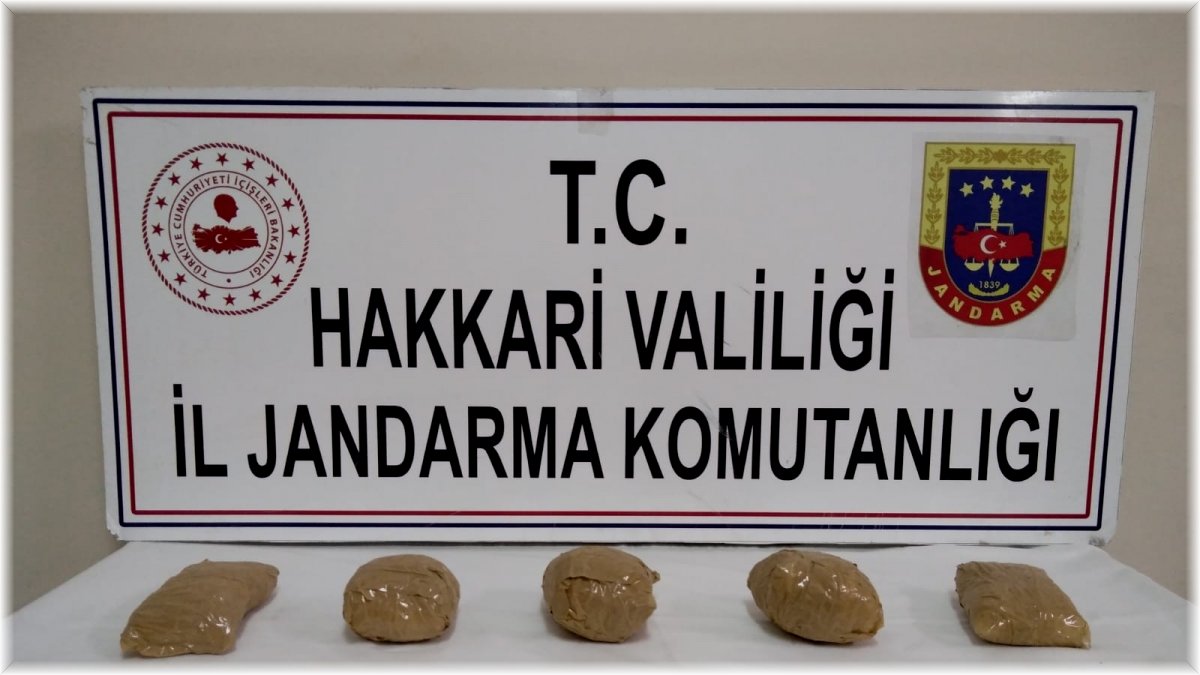 T.C.
HAKKARİ VALİLİĞİ
İL JANDARMA KOMUTANLIĞI
TÜRKİYE CUMHURİYETİ İÇİŞLERİ BAKANLIĞI
1839
JANDARMA